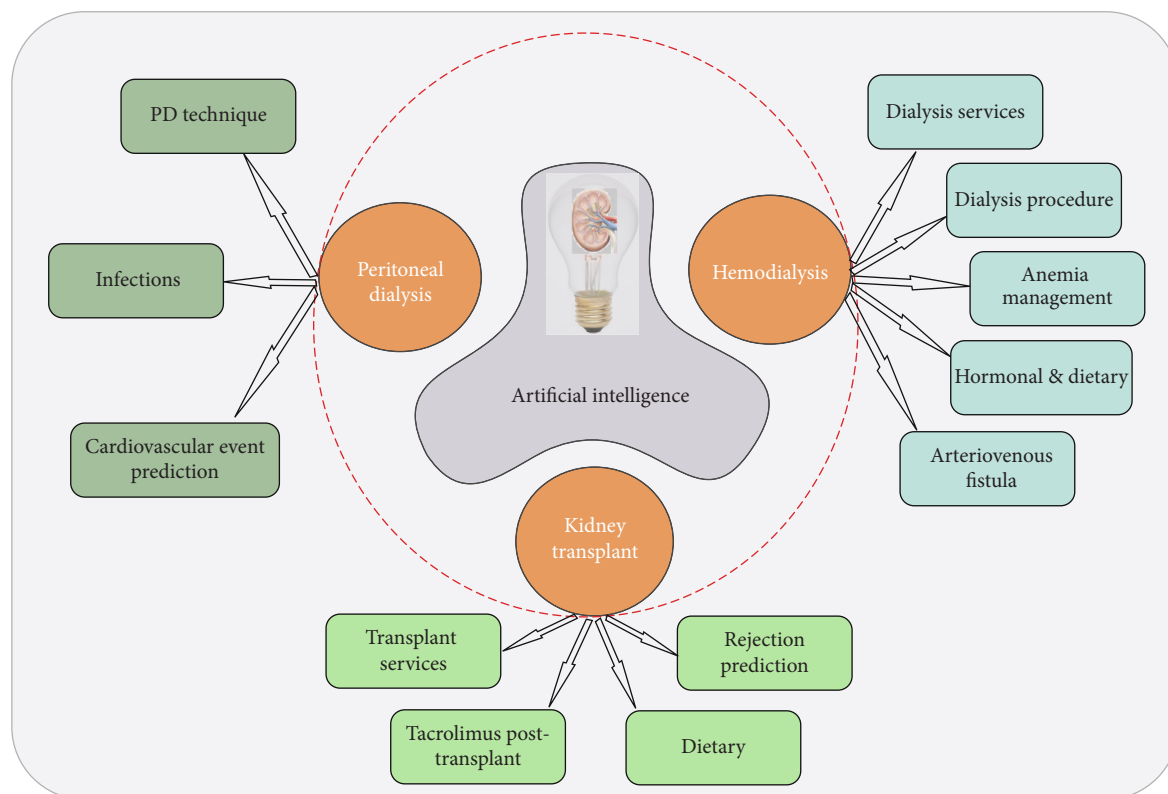 PD technique
Infections
Cardiovascular event
prediction
Peritoneal
dialysis
Artificial intelligence
Hemodialysis
Dialysis services
Dialysis procedure
Anemia
management
Hormonal & dietary
Arteriovenous
fistula
Kidney
transplant
Transplant
services
Tacrolimus post-
transplant
Dietary
Rejection
prediction